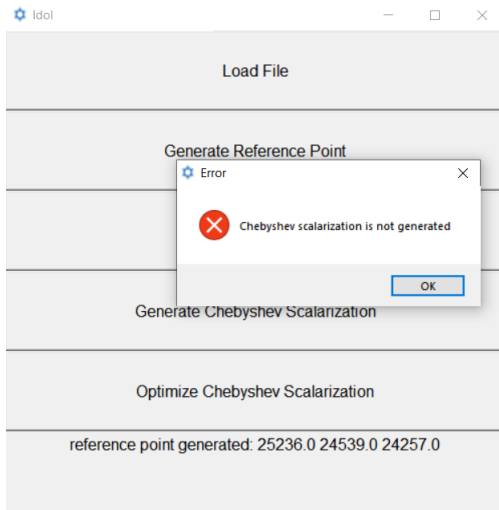 Idol
Load File
Generate Reference Point
Error
Chebyshev scalarization is not generated
OK
Generate Chebyshev Scalarization
Optimize Chebyshev Scalarization
reference point generated: 25236.0 24539.0 24257.0